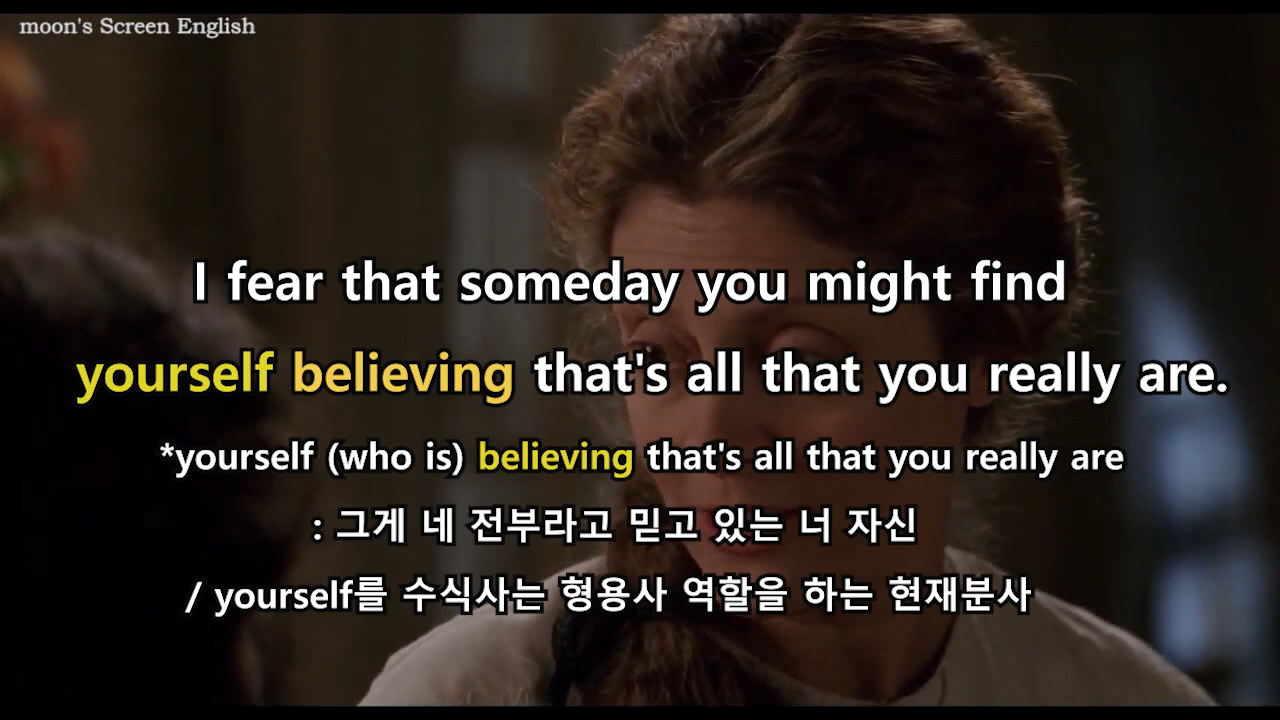 moon's Screen English
I fear that someday you might find
yourself believing that's all that you really are.
*yourself (who is) believing that's all that you really are
: 그게 네 전부라고 믿고 있는 너 자신
/ yourself를 수식사는 형용사 역할을 하는 현재분사